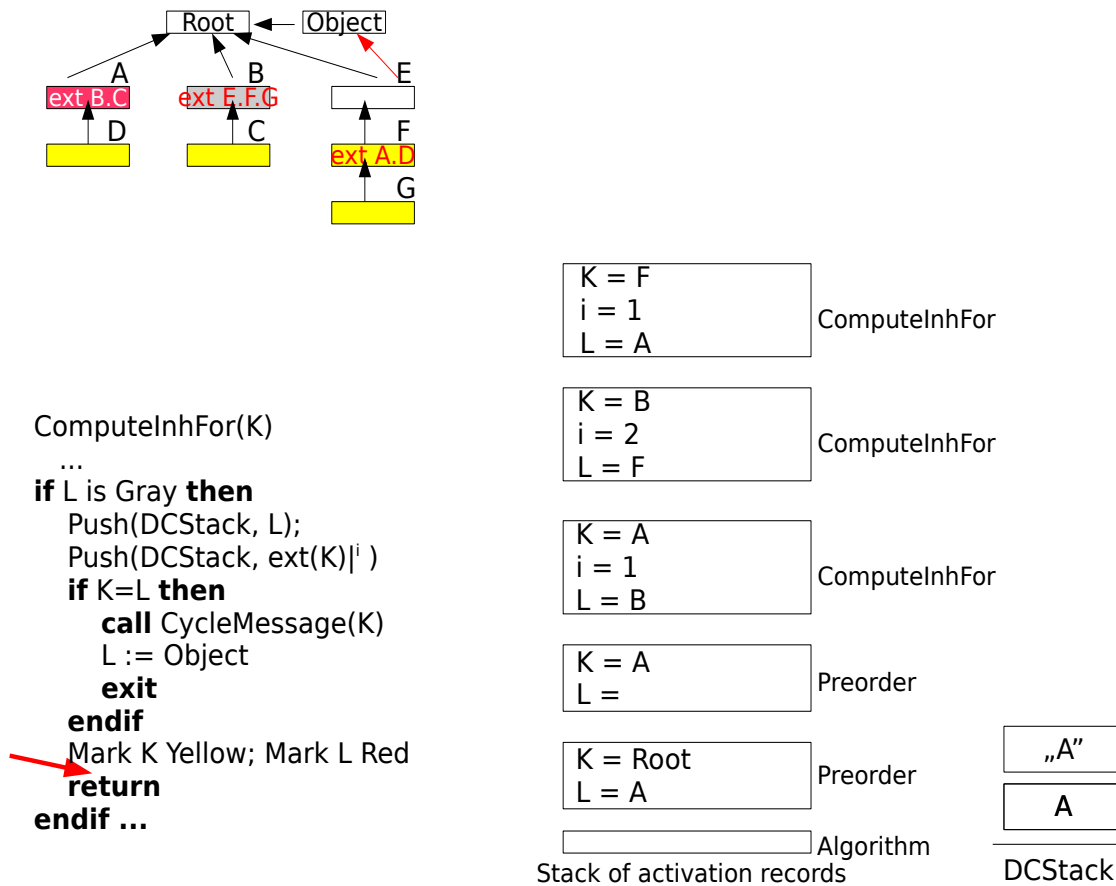 Root
Object
A
B
E
ext B.C
ext E.F.G
D
C
F
ext A.D
G
K = F
i = 1
L = A
ComputeInhFor
K = B
i = 2
L = F
ComputeInhFor
K = A
i = 1
L = B
ComputeInhFor
K = A
L =
Preorder
K = Root
L = A
Preorder
Algorithm
Stack of activation records
ComputeInhFor(K)
...
if L is Gray then
Push(DCStack, L);
Push(DCStack, ext(K)|ⁱ )
if K=L then
call CycleMessage(K)
L := Object
exit
endif
Mark K Yellow; Mark L Red
return
endif ...
„A”
A
DCStack